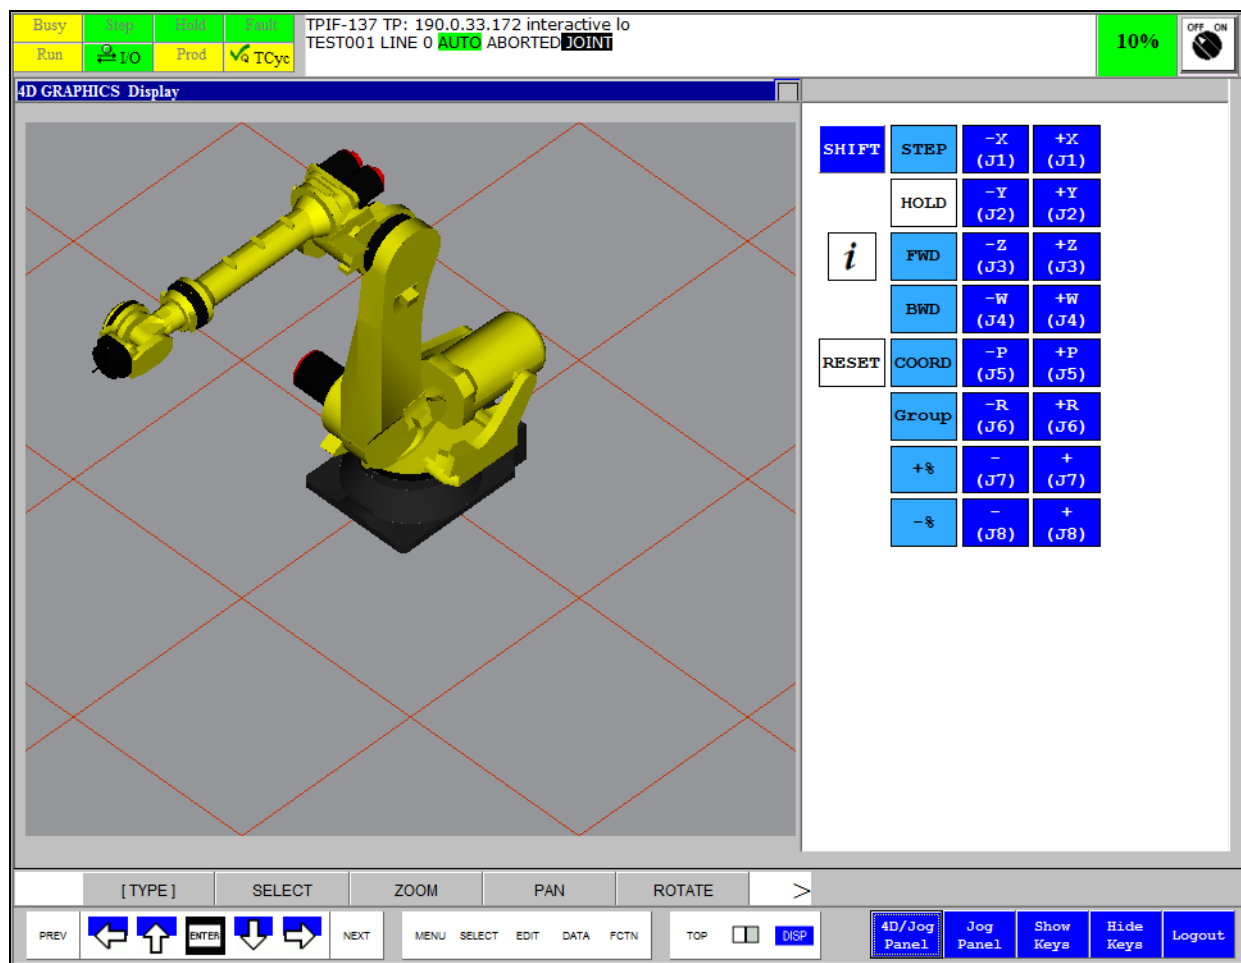 Busy Step Hold Fault
Run I/O Prod TCyc
TPIF-137 TP: 190.0.33.172 interactive lo
TEST001 LINE 0 AUTO ABORTED JOINT
10%
OFF ON
4D GRAPHICS Display
SHIFT STEP -X (J1) +X (J1)
HOLD -Y (J2) +Y (J2)
i FWD -Z (J3) +Z (J3)
BWD -W (J4) +W (J4)
RESET COORD -P (J5) +P (J5)
Group -R (J6) +R (J6)
+% - (J7) + (J7)
-% - (J8) + (J8)
[ TYPE ] SELECT ZOOM PAN ROTATE >
PREV ENTER NEXT MENU SELECT EDIT DATA FCTN TOP DISP
4D/Jog Panel
Jog Panel
Show Keys
Hide Keys
Logout